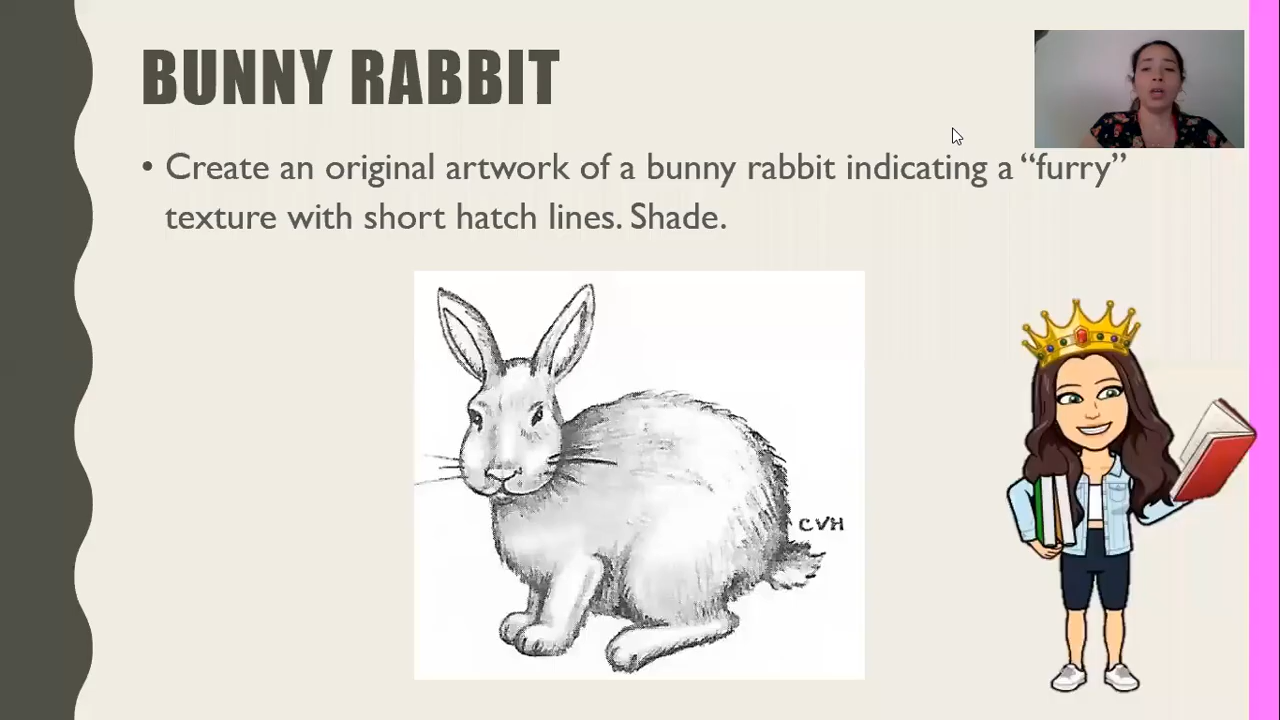 BUNNY RABBIT
• Create an original artwork of a bunny rabbit indicating a “furry”
texture with short hatch lines. Shade.
CVH